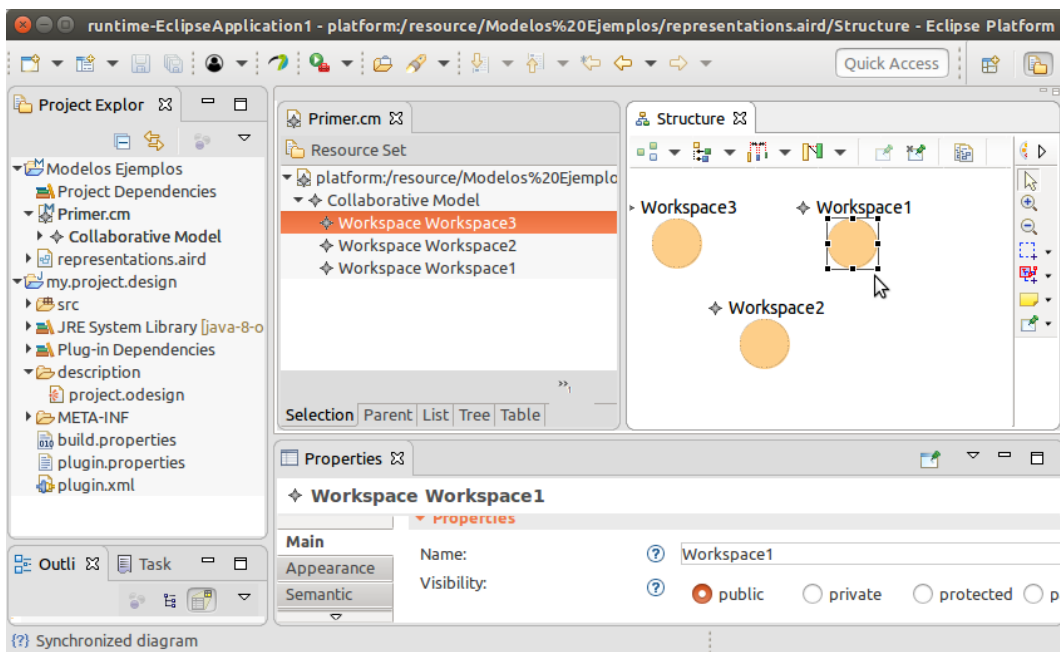 runtime-EclipseApplication1 - platform:/resource/Modelos%20Ejemplos/representations.aird/Structure - Eclipse Platform
Quick Access
Project Explor
Modelos Ejemplos
Project Dependencies
Primer.cm
Collaborative Model
representations.aird
my.project.design
src
JRE System Library [java-8-o
Plug-in Dependencies
description
project.odesign
META-INF
build.properties
plugin.properties
plugin.xml
Primer.cm
Resource Set
platform:/resource/Modelos%20Ejemplo
Collaborative Model
Workspace Workspace3
Workspace Workspace2
Workspace Workspace1
»1
Selection Parent List Tree Table
Structure
Workspace3
Workspace1
Workspace2
Outli Task
Properties
Workspace Workspace1
Properties
Main
Appearance
Semantic
Name: Workspace1
Visibility: public private protected p
{?} Synchronized diagram